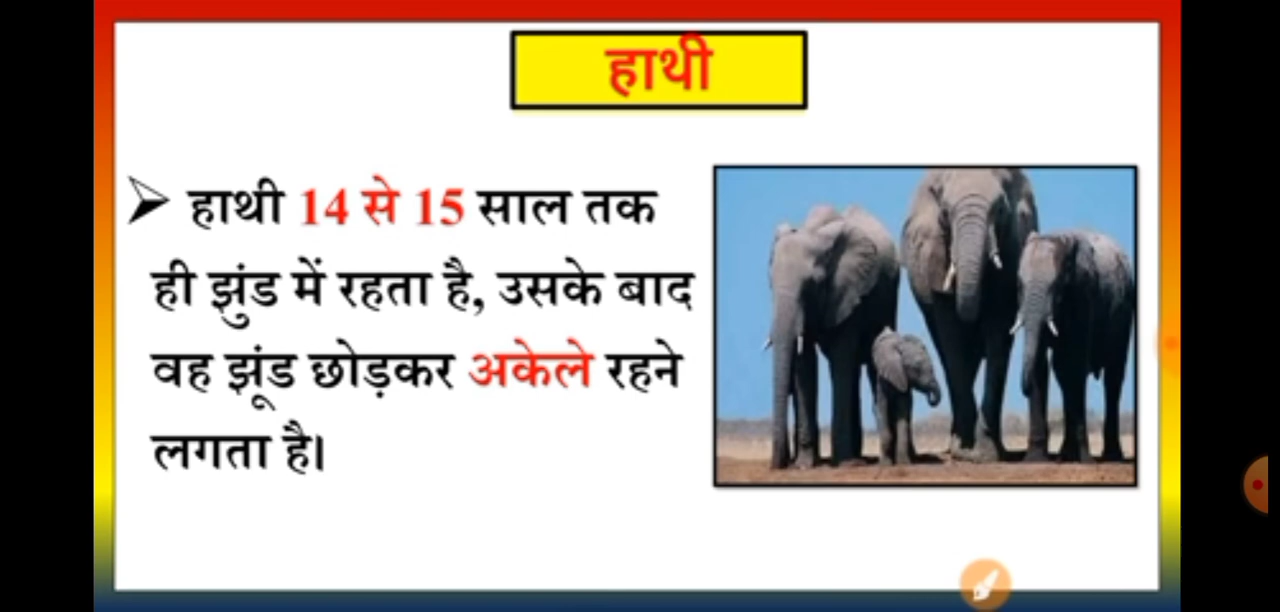 हाथी
हाथी 14 से 15 साल तक
ही झुंड में रहता है, उसके बाद
वह झूंड छोड़कर अकेले रहने
लगता है।